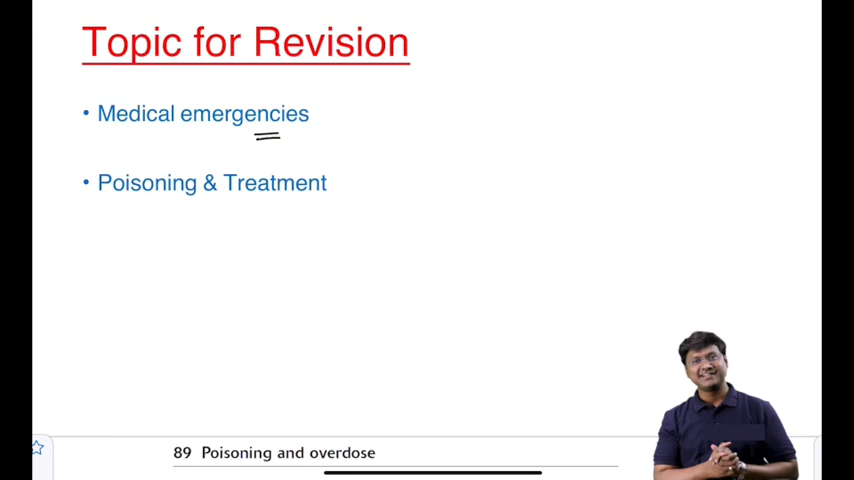 Topic for Revision
• Medical emergencies
• Poisoning & Treatment
89 Poisoning and overdose